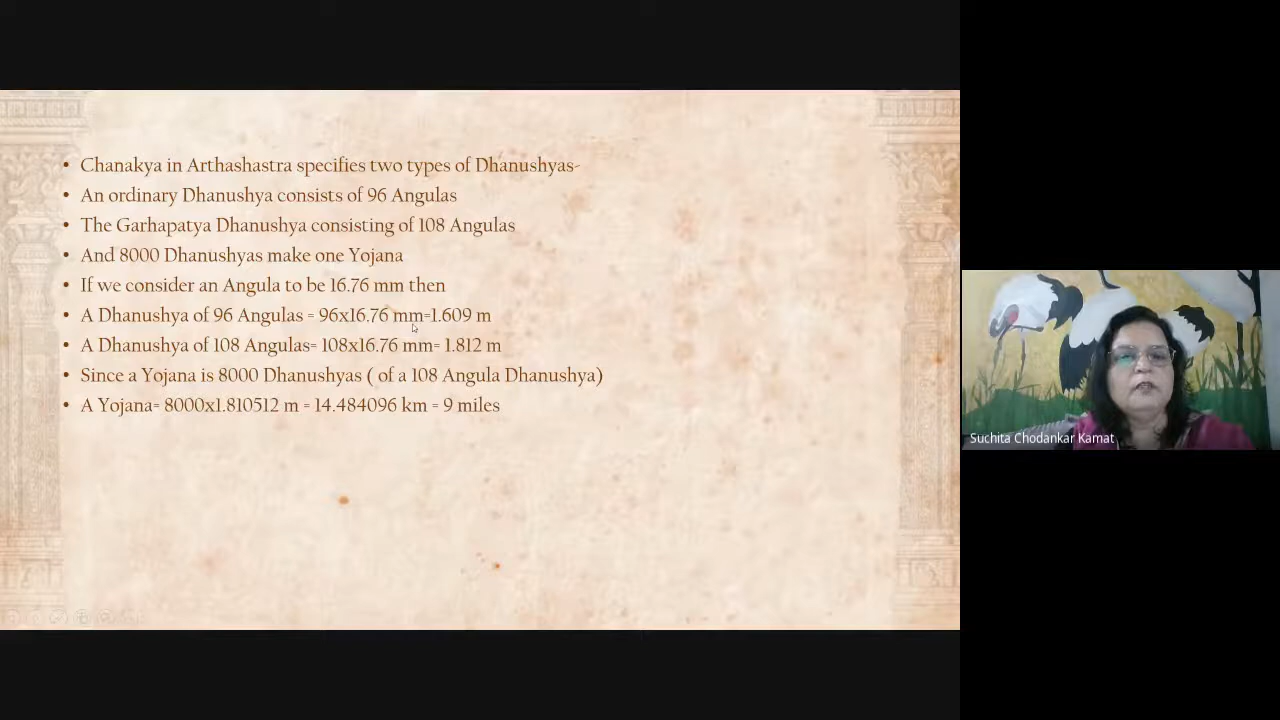 • Chanakya in Arthashastra specifies two types of Dhanushyas-
• An ordinary Dhanushya consists of 96 Angulas
• The Garhapatya Dhanushya consisting of 108 Angulas
• And 8000 Dhanushyas make one Yojana
• If we consider an Angula to be 16.76 mm then
• A Dhanushya of 96 Angulas = 96x16.76 mm=1.609 m
• A Dhanushya of 108 Angulas= 108x16.76 mm= 1.812 m
• Since a Yojana is 8000 Dhanushyas ( of a 108 Angula Dhanushya)
• A Yojana= 8000x1.810512 m = 14.484096 km = 9 miles
Suchita Chodankar Kamat